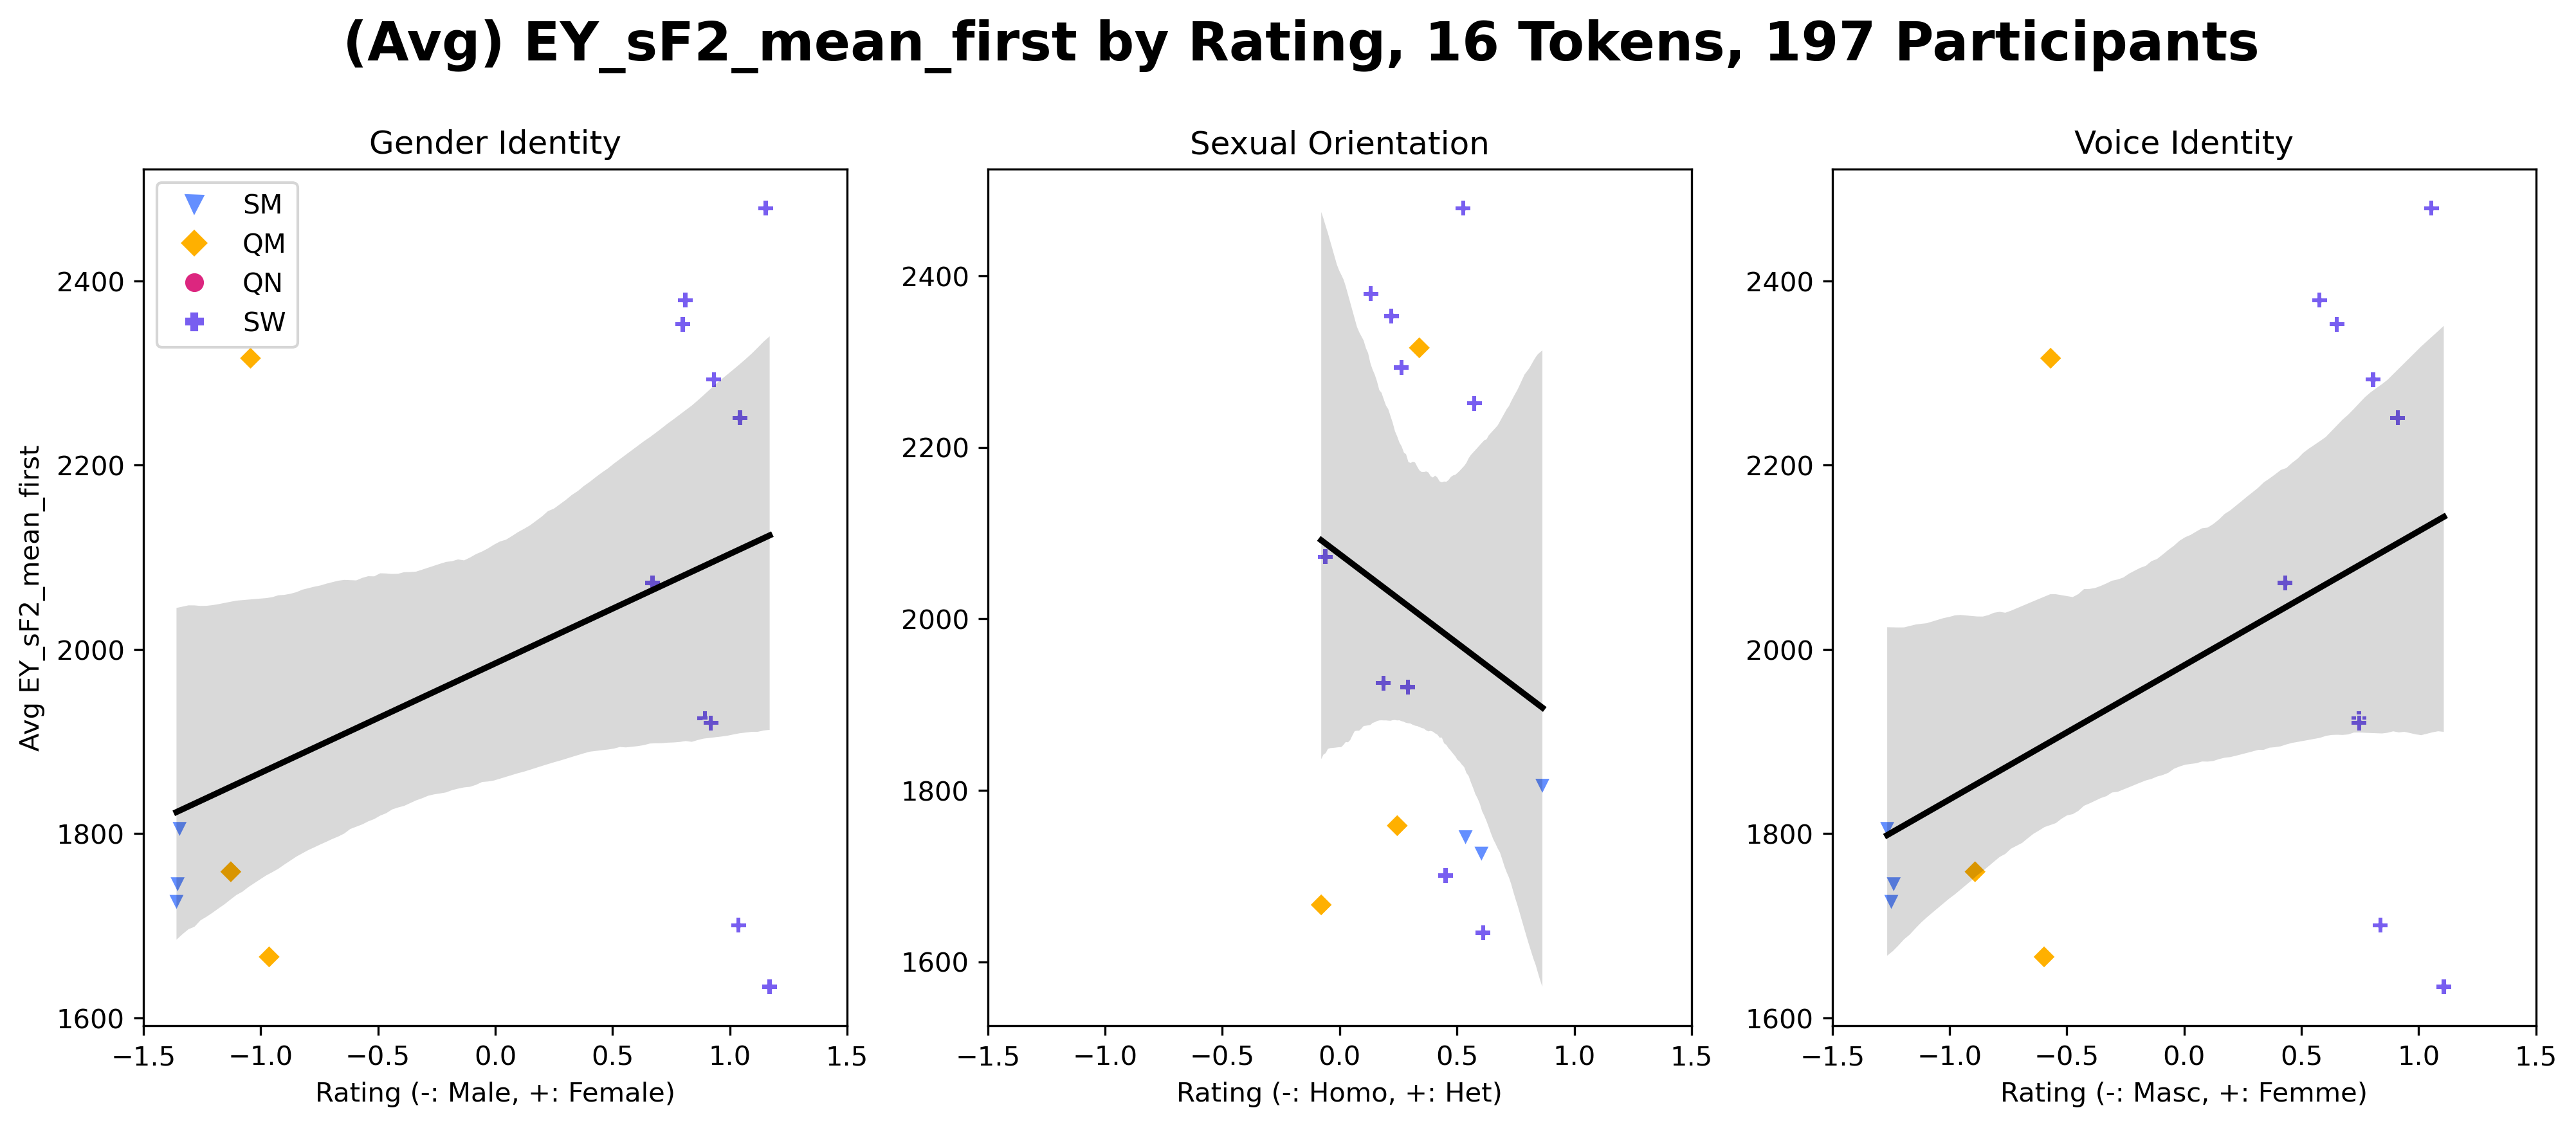 (Avg) EY_sF2_mean_first by Rating, 16 Tokens, 197 Participants
Gender Identity
Sexual Orientation
Voice Identity
SM
QM
QN
SW
Avg EY_sF2_mean_first
2400
2200
2000
1800
1600
−1.5 −1.0 −0.5 0.0 0.5 1.0 1.5
Rating (-: Male, +: Female)
2400
2200
2000
1800
1600
−1.5 −1.0 −0.5 0.0 0.5 1.0 1.5
Rating (-: Homo, +: Het)
2400
2200
2000
1800
1600
−1.5 −1.0 −0.5 0.0 0.5 1.0 1.5
Rating (-: Masc, +: Femme)